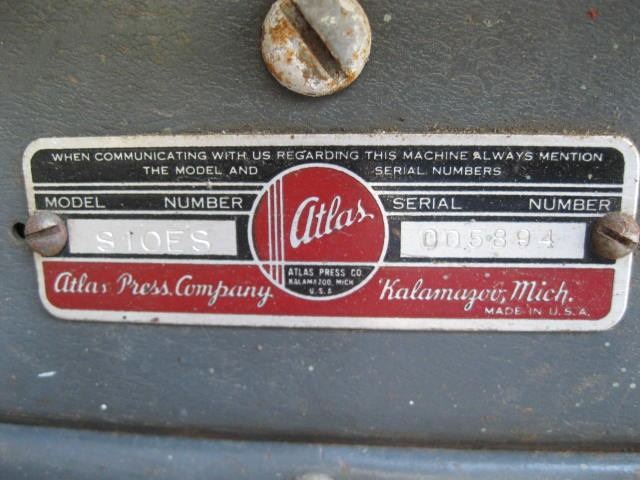 WHEN COMMUNICATING WITH US REGARDING THIS MACHINE ALWAYS MENTION
THE MODEL AND SERIAL NUMBERS
MODEL NUMBER
S10ES
Atlas
ATLAS PRESS CO.
KALAMAZOO, MICH
U.S.A
SERIAL NUMBER
005894
Atlas Press Company
Kalamazoo, Mich.
MADE IN U.S.A.